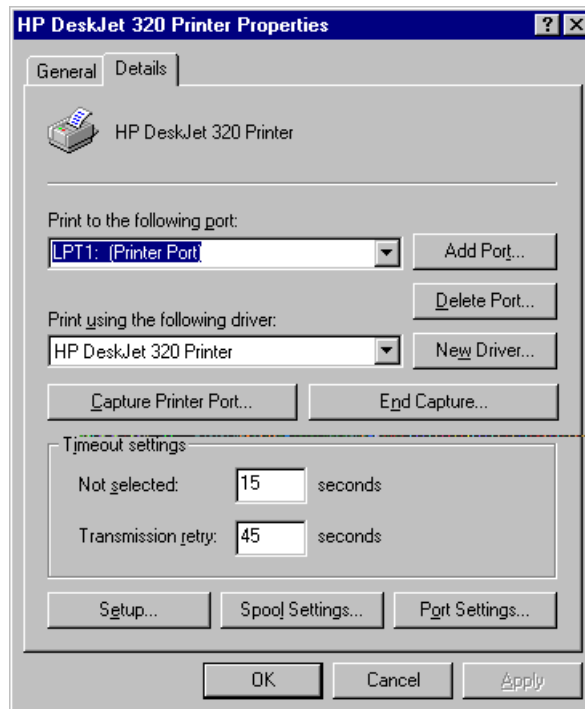 HP DeskJet 320 Printer Properties
General Details
HP DeskJet 320 Printer
Print to the following port:
LPT1: (Printer Port)
Add Port...
Delete Port...
Print using the following driver:
HP DeskJet 320 Printer
New Driver...
Capture Printer Port... End Capture...
Timeout settings
Not selected: 15 seconds
Transmission retry: 45 seconds
Setup... Spool Settings... Port Settings...
OK Cancel Apply